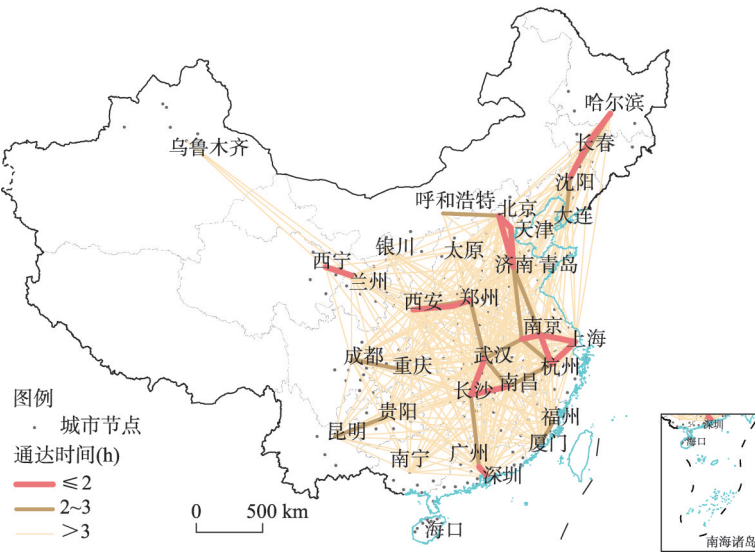 哈尔滨
长春
乌鲁木齐
沈阳
呼和浩特
北京
大连
天津
银川
太原
西宁
济南
青岛
兰州
西安
郑州
南京
上海
成都
重庆
武汉
杭州
长沙
南昌
图例
城市节点
贵阳
福州
昆明
通达时间(h)
广州
厦门
南宁
深圳
≤2
2~3
>3
0
500 km
海口
深圳
海口
南海诸岛